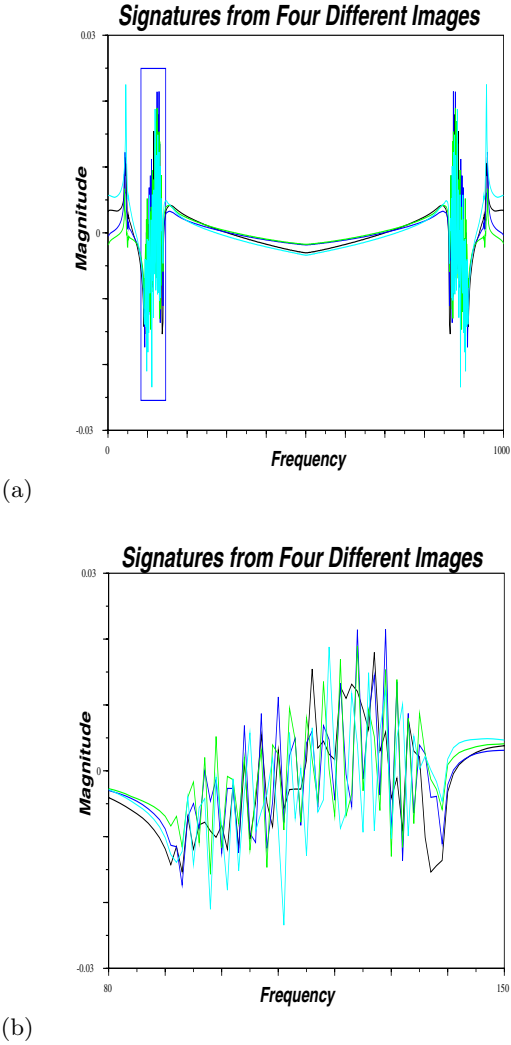 Signatures from Four Different Images
0.03
Magnitude
0
-0.03
0 1000
Frequency
(a)
Signatures from Four Different Images
0.03
Magnitude
0
-0.03
80 150
Frequency
(b)